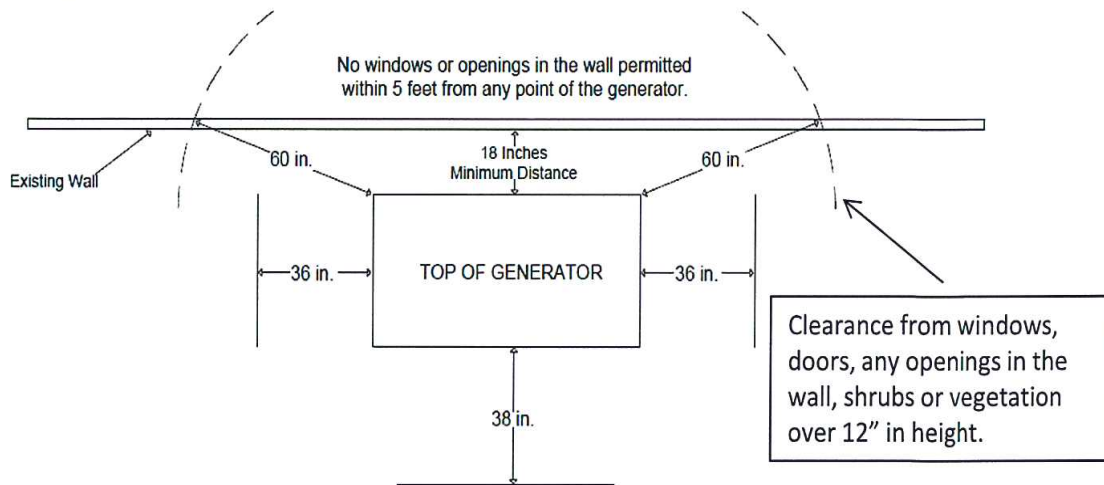 No windows or openings in the wall permitted
within 5 feet from any point of the generator.
60 in.
18 Inches
Minimum Distance
60 in.
Existing Wall
36 in.
TOP OF GENERATOR
36 in.
38 in.
Clearance from windows,
doors, any openings in the
wall, shrubs or vegetation
over 12” in height.